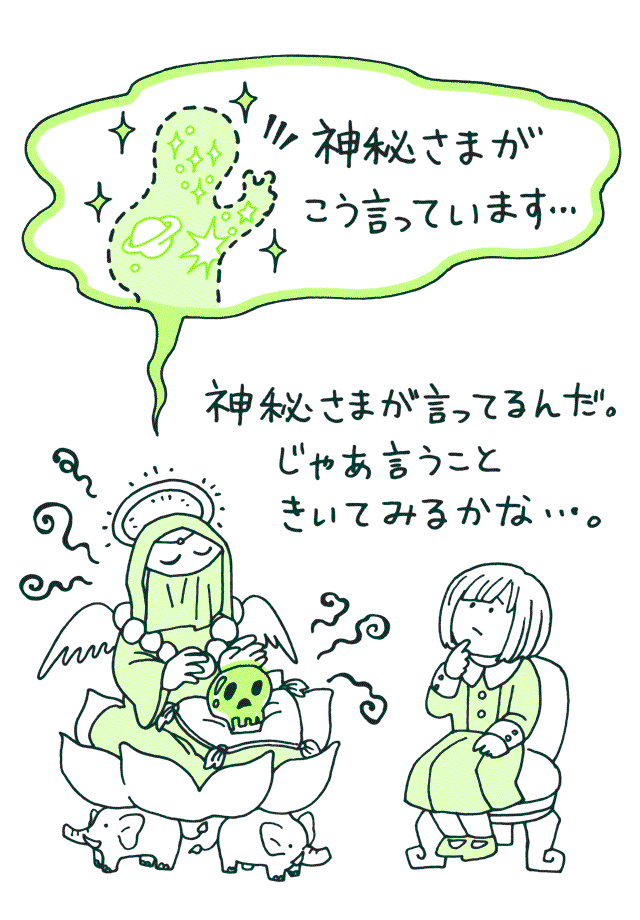 神秘さまが
こう言っています…
神秘さまが言ってるんだ。
じゃあ言うこと
きいてみるかな…。